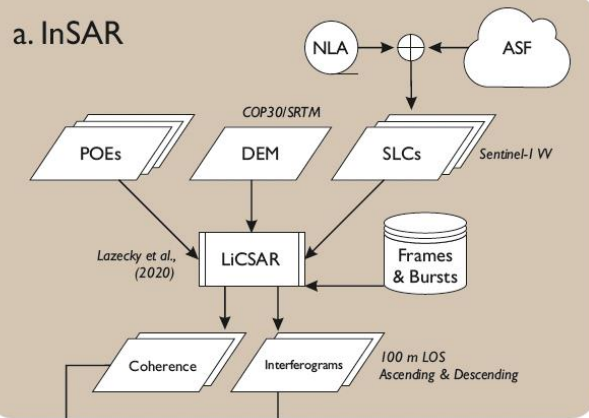 a. InSAR
NLA
ASF
COP30/SRTM
POEs
DEM
SLCs
Sentinel-1 VV
Lazecky et al.,
(2020)
LiCSAR
Frames
& Bursts
Coherence
Interferograms
100 m LOS
Ascending & Descending